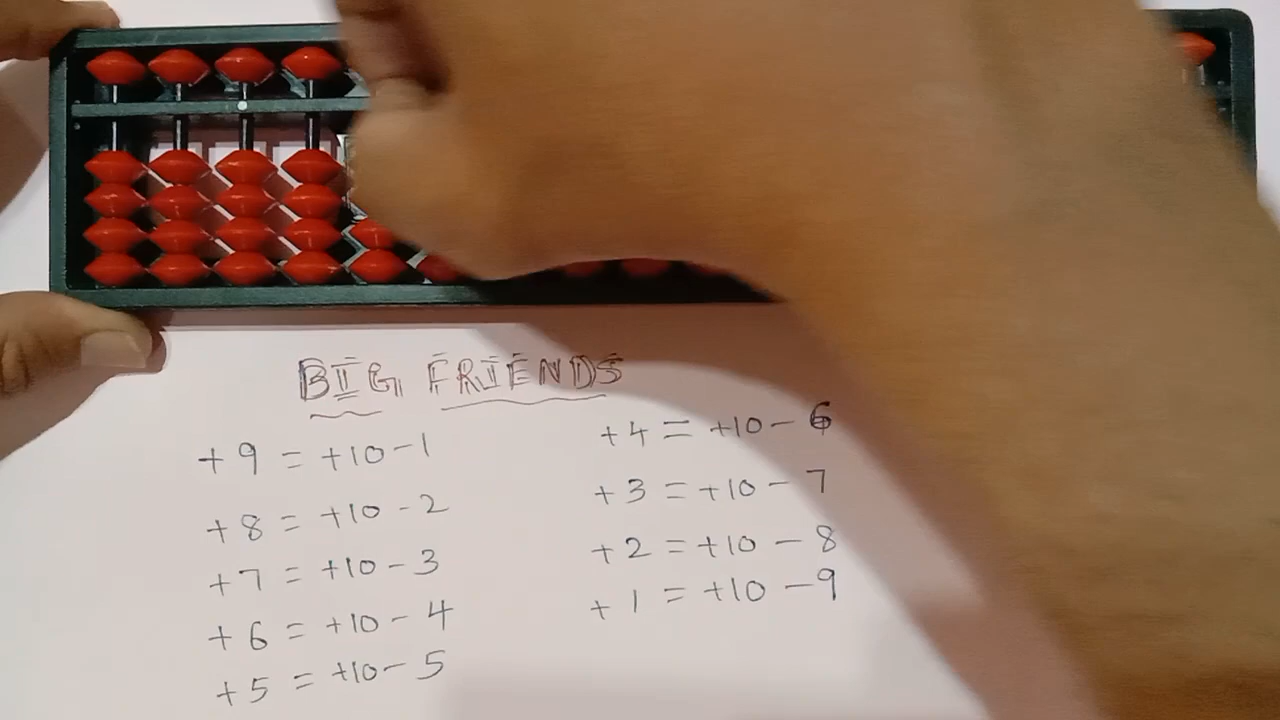 BIG FRIENDS
+9 = +10-1
+8 = +10-2
+7 = +10-3
+6 = +10-4
+5 = +10-5
+4 = +10-6
+3 = +10-7
+2 = +10-8
+1 = +10-9